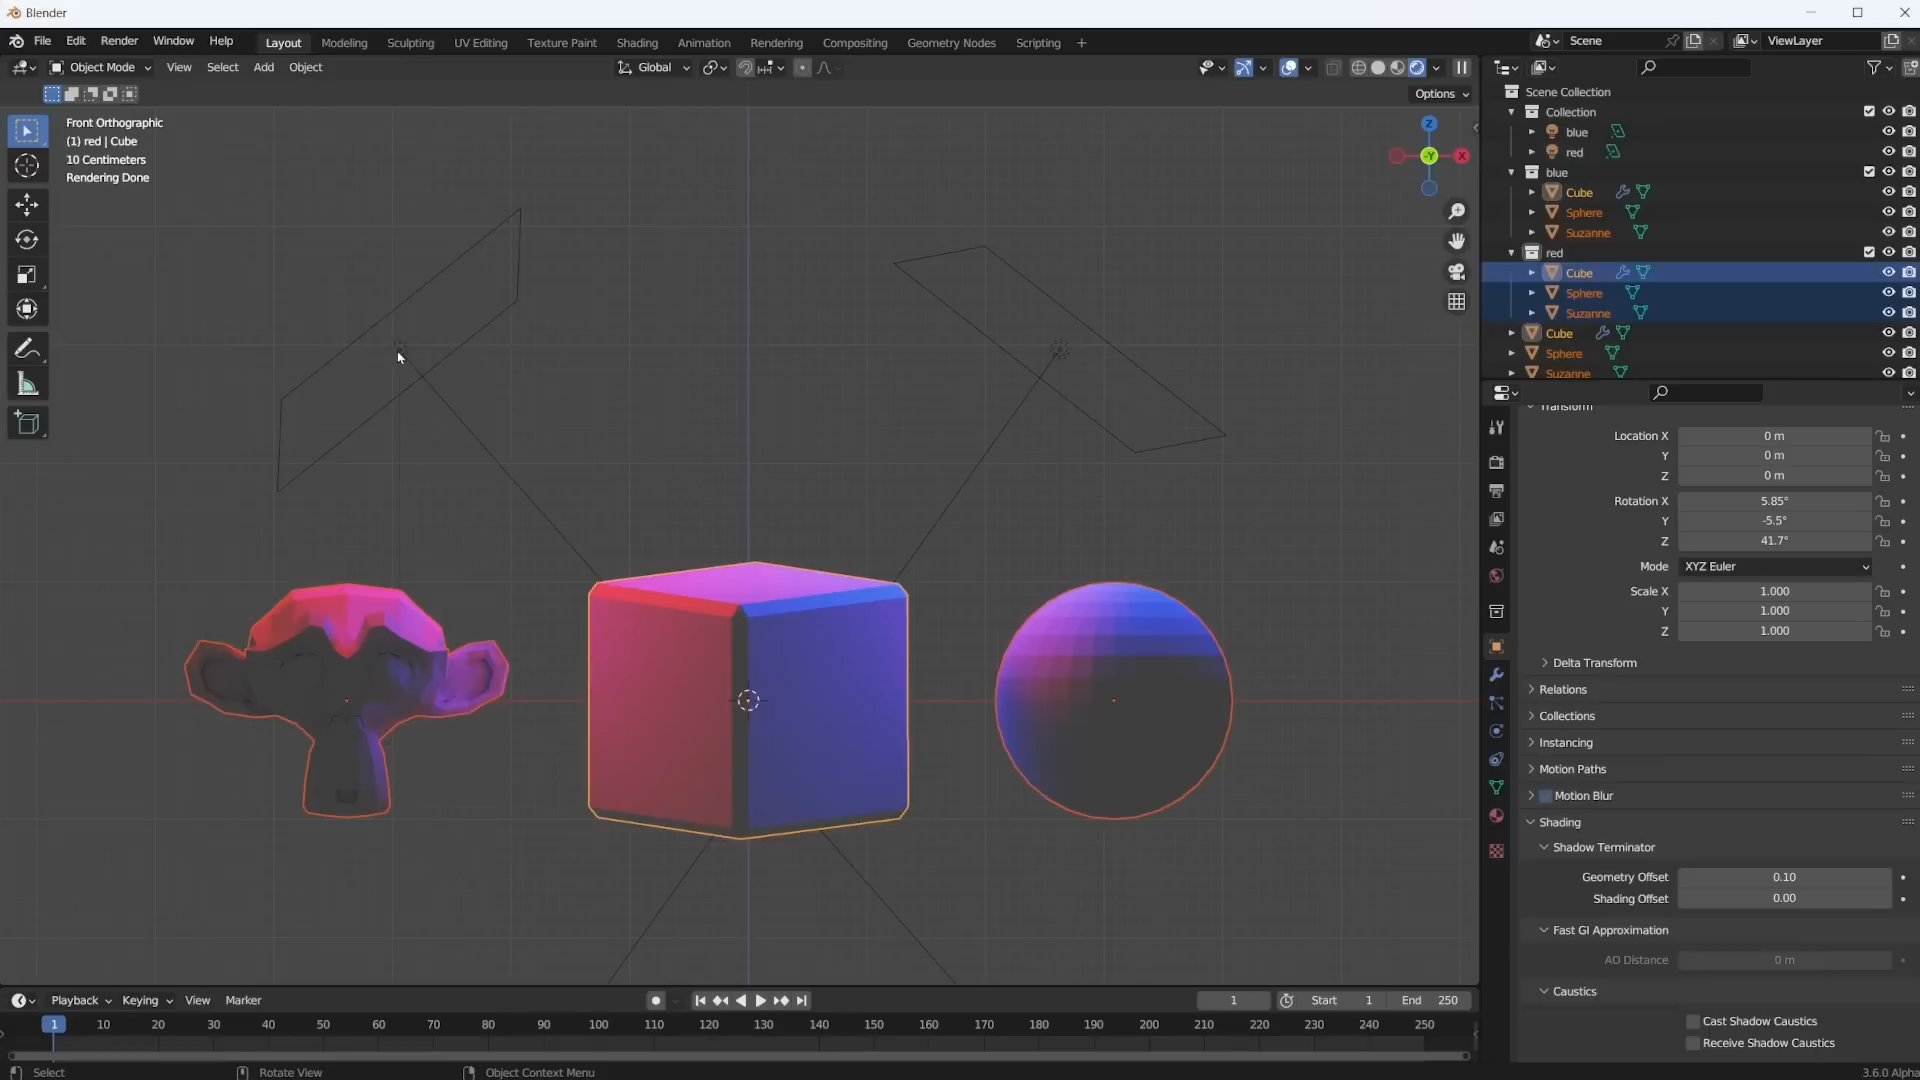 Blender
File Edit Render Window Help Layout Modeling Sculpting UV Editing Texture Paint Shading Animation Rendering Compositing Geometry Nodes Scripting + Scene ViewLayer
Object Mode View Select Add Object Global
Options
Front Orthographic
(1) red | Cube
10 Centimeters
Rendering Done
Z
-Y
X
Scene Collection
Collection
blue
red
blue
Cube
Sphere
Suzanne
red
Cube
Sphere
Suzanne
Cube
Sphere
Suzanne
Transform
Location X 0 m
Y 0 m
Z 0 m
Rotation X 5.85°
Y -5.5°
Z 41.7°
Mode XYZ Euler
Scale X 1.000
Y 1.000
Z 1.000
Delta Transform
Relations
Collections
Instancing
Motion Paths
Motion Blur
Shading
Shadow Terminator
Geometry Offset 0.10
Shading Offset 0.00
Fast GI Approximation
AO Distance 0 m
Caustics
Cast Shadow Caustics
Receive Shadow Caustics
Playback Keying View Marker 1 Start 1 End 250
1 10 20 30 40 50 60 70 80 90 100 110 120 130 140 150 160 170 180 190 200 210 220 230 240 250
Select Rotate View Object Context Menu 3.6.0 Alpha